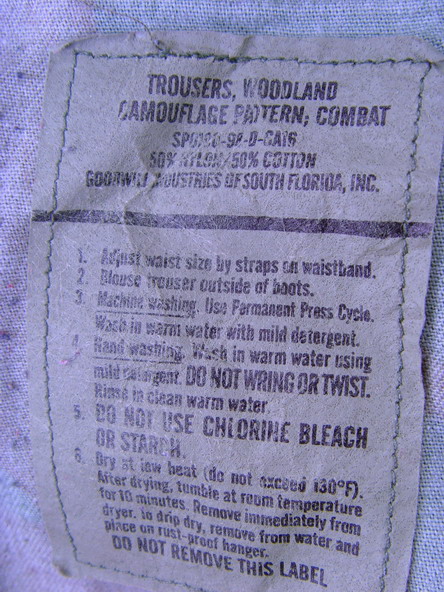 TROUSERS, WOODLAND
CAMOUFLAGE PATTERN; COMBAT
50% NYLON/50% COTTON
GOODWILL INDUSTRIES OF SOUTH FLORIDA, INC.
1. Adjust waist size by straps on waistband.
2. Blouse trouser outside of boots.
3. Machine washing. Use Permanent Press Cycle.
Wash in warm water with mild detergent.
4. Hand washing. Wash in warm water using
mild detergent. DO NOT WRING OR TWIST.
Rinse in clean warm water.
5. DO NOT USE CHLORINE BLEACH
OR STARCH.
6. Dry at low heat (do not exceed 130°F).
After drying, tumble at room temperature
for 10 minutes. Remove immediately from
dryer. to drip dry, remove from water and
place on rust-proof hanger.
DO NOT REMOVE THIS LABEL